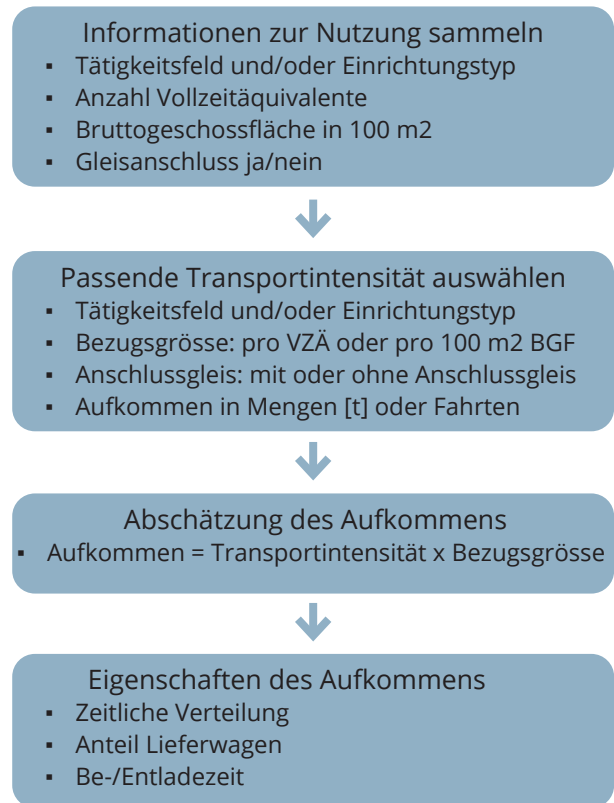 Informationen zur Nutzung sammeln
▪ Tätigkeitsfeld und/oder Einrichtungstyp
▪ Anzahl Vollzeitäquivalente
▪ Bruttogeschossfläche in 100 m2
▪ Gleisanschluss ja/nein
Passende Transportintensität auswählen
▪ Tätigkeitsfeld und/oder Einrichtungstyp
▪ Bezugsgrösse: pro VZÄ oder pro 100 m2 BGF
▪ Anschlussgleis: mit oder ohne Anschlussgleis
▪ Aufkommen in Mengen [t] oder Fahrten
Abschätzung des Aufkommens
▪ Aufkommen = Transportintensität x Bezugsgrösse
Eigenschaften des Aufkommens
▪ Zeitliche Verteilung
▪ Anteil Lieferwagen
▪ Be-/Entladezeit